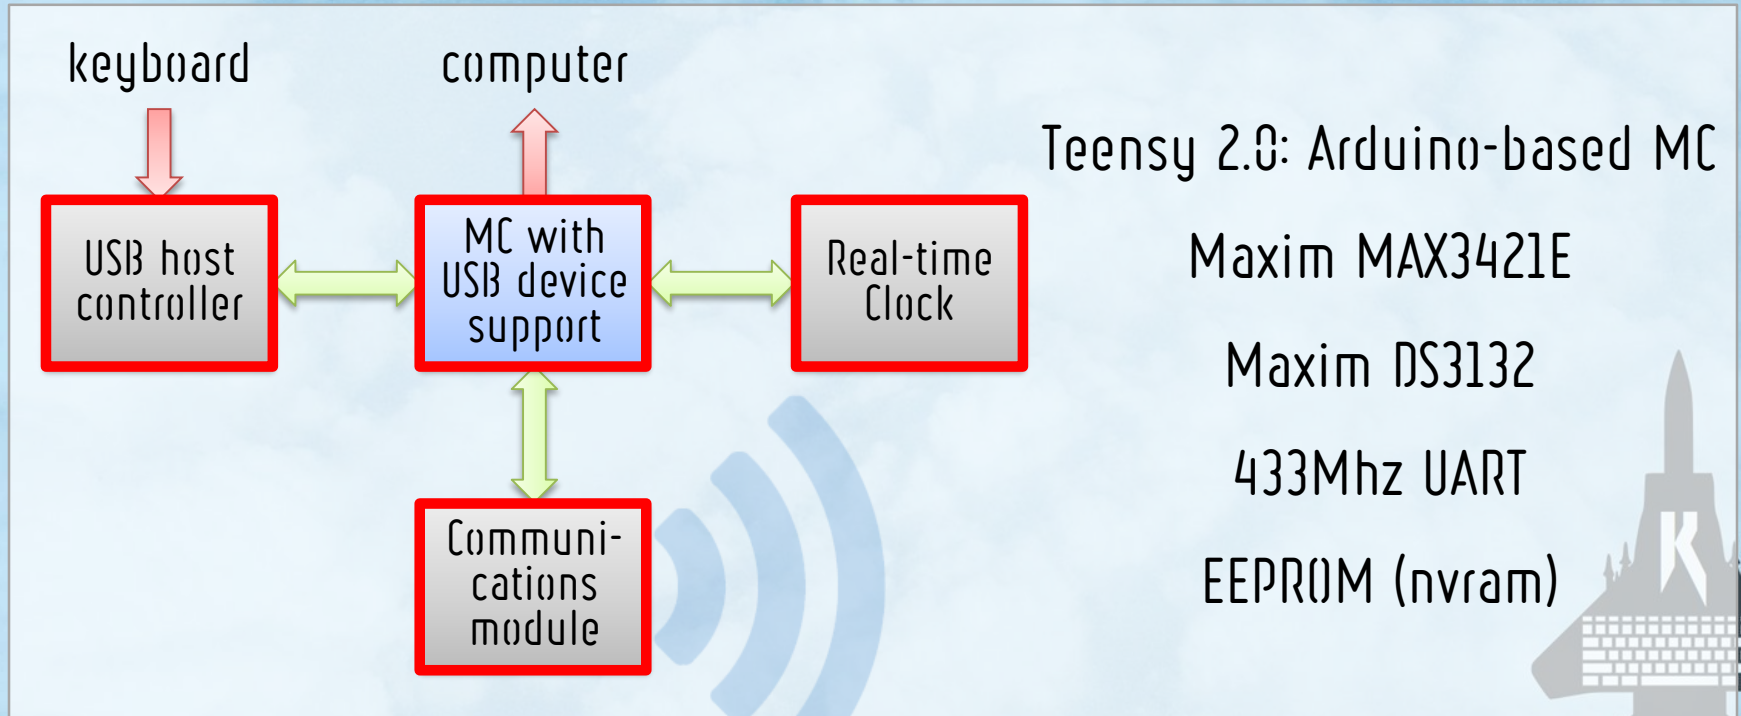 keyboard
computer
USB host
controller
MC with
USB device
support
Real-time
Clock
Communi-
cations
module
Teensy 2.0: Arduino-based MC
Maxim MAX3421E
Maxim DS3132
433Mhz UART
EEPROM (nvram)
K